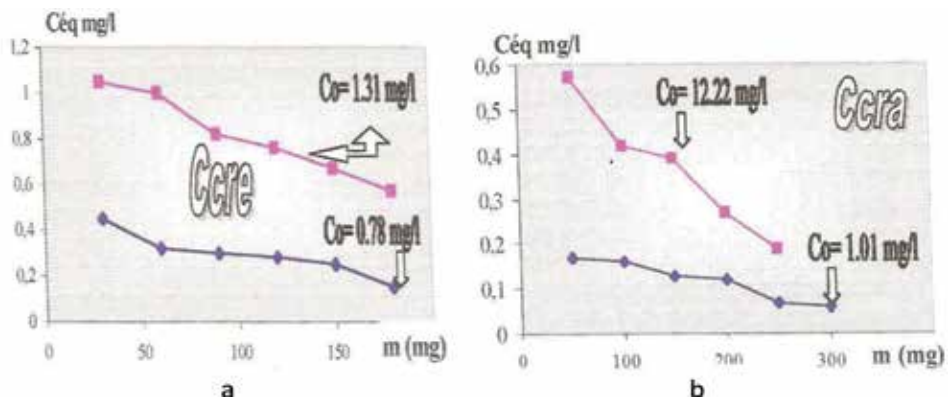 Céq mg/l
1,2
1
0,8
0,6
0,4
0,2
0
0 50 100 150
m (mg)
Co= 1.31 mg/l
Ccre
Co= 0.78 mg/l
a
Céq mg/l
0,6
0,5
0,4
0,3
0,2
0,1
0
0 100 200 300
m (mg)
Co= 12.22 mg/l
Ccra
Co= 1.01 mg/l
b